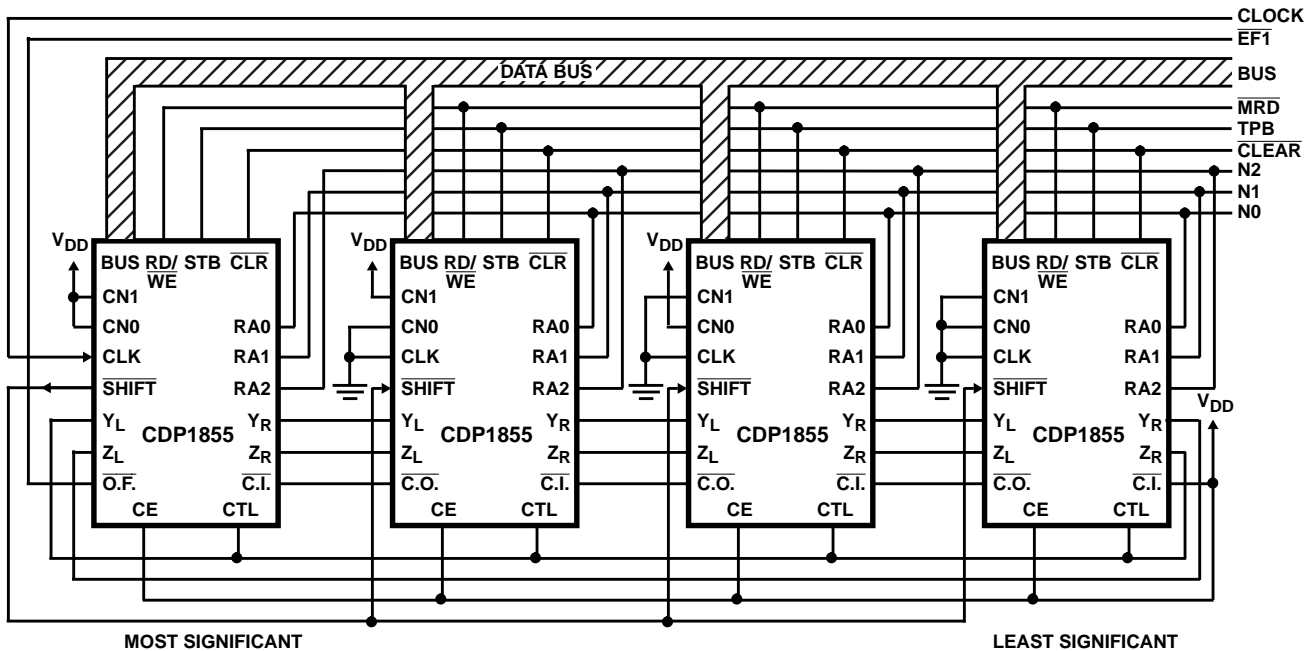 CLOCK
EF1
DATA BUS
BUS
MRD
TPB
CLEAR
N2
N1
N0
VDD
BUS RD/WE STB CLR
CN1
CN0
CLK
SHIFT
YL
ZL
O.F.
CE
CTL
RA0
RA1
RA2
YR
ZR
C.I.
CDP1855
VDD
BUS RD/WE STB CLR
CN1
CN0
CLK
SHIFT
YL
ZL
C.O.
CE
CTL
RA0
RA1
RA2
YR
ZR
C.I.
CDP1855
VDD
BUS RD/WE STB CLR
CN1
CN0
CLK
SHIFT
YL
ZL
C.O.
CE
CTL
RA0
RA1
RA2
YR
ZR
C.I.
CDP1855
BUS RD/WE STB CLR
CN1
CN0
CLK
SHIFT
YL
ZL
C.O.
CE
CTL
RA0
RA1
RA2
YR
ZR
C.I.
CDP1855
VDD
MOST SIGNIFICANT
LEAST SIGNIFICANT